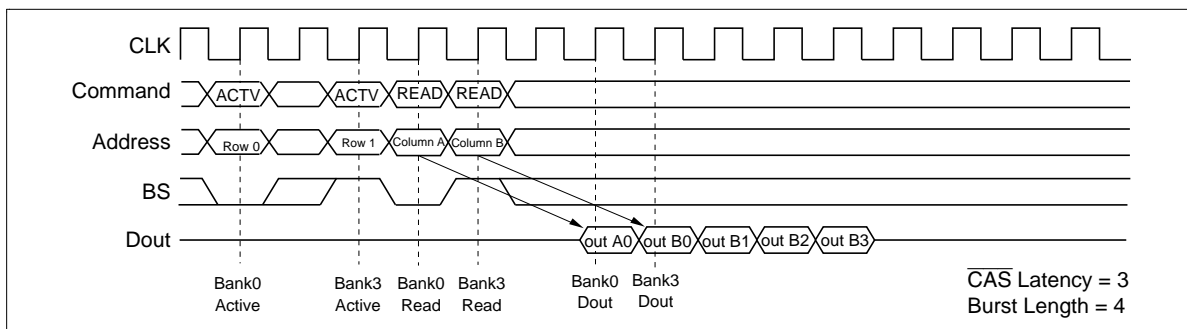 CLK
Command ACTV ACTV READ READ
Address Row 0 Row 1 Column A Column B
BS
Dout out A0 out B0 out B1 out B2 out B3
Bank0 Active
Bank3 Active
Bank0 Read
Bank3 Read
Bank0 Dout
Bank3 Dout
CAS Latency = 3
Burst Length = 4